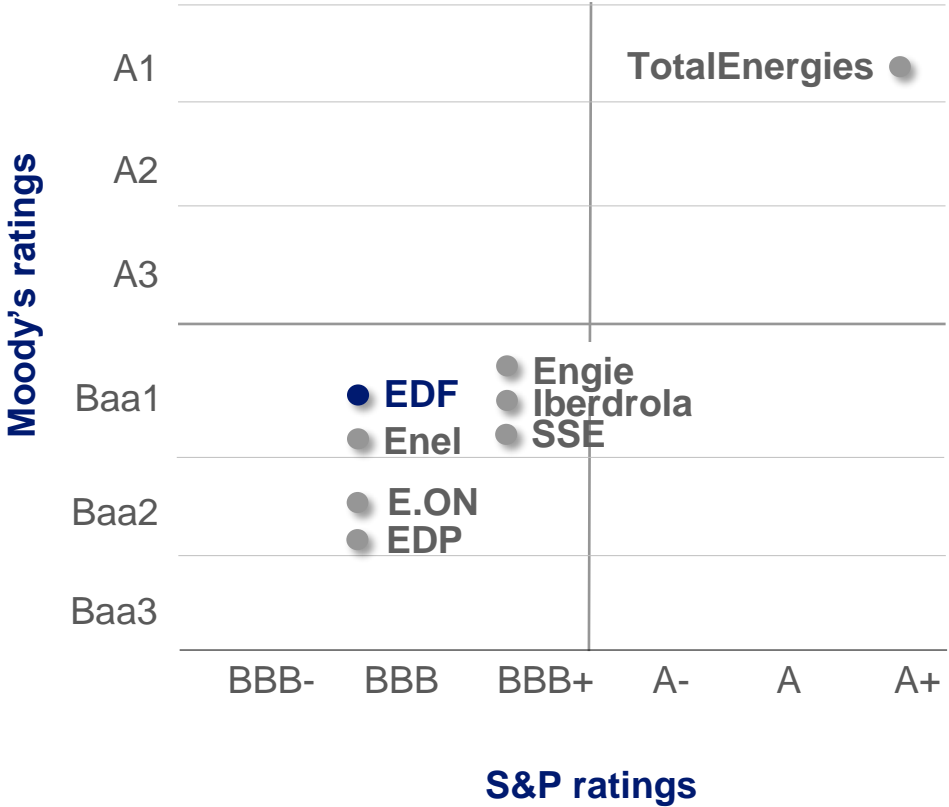 Moody's ratings
A1
TotalEnergies
A2
A3
Baa1
Engie
EDF
Iberdrola
SSE
Enel
Baa2
E.ON
EDP
Baa3
BBB- BBB BBB+ A- A A+
S&P ratings